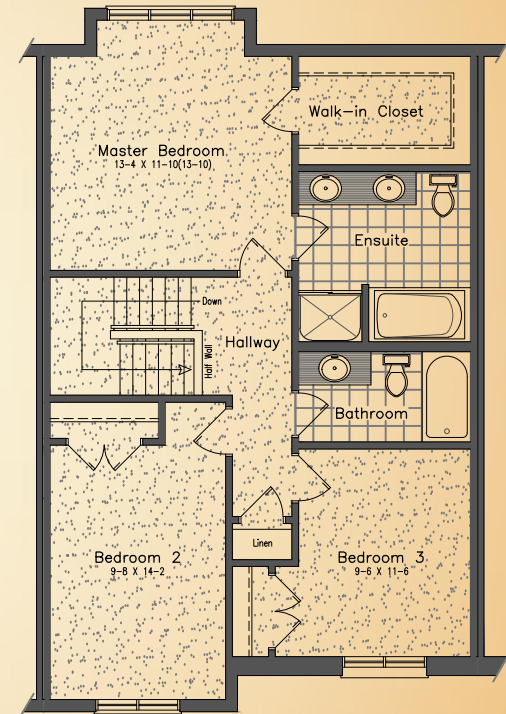 Walk-in Closet
Master Bedroom
13-4 X 11-10(13-10)
Ensuite
Down
Hallway
Half Wall
Bathroom
Linen
Bedroom 2
9-8 X 14-2
Bedroom 3
9-6 X 11-6